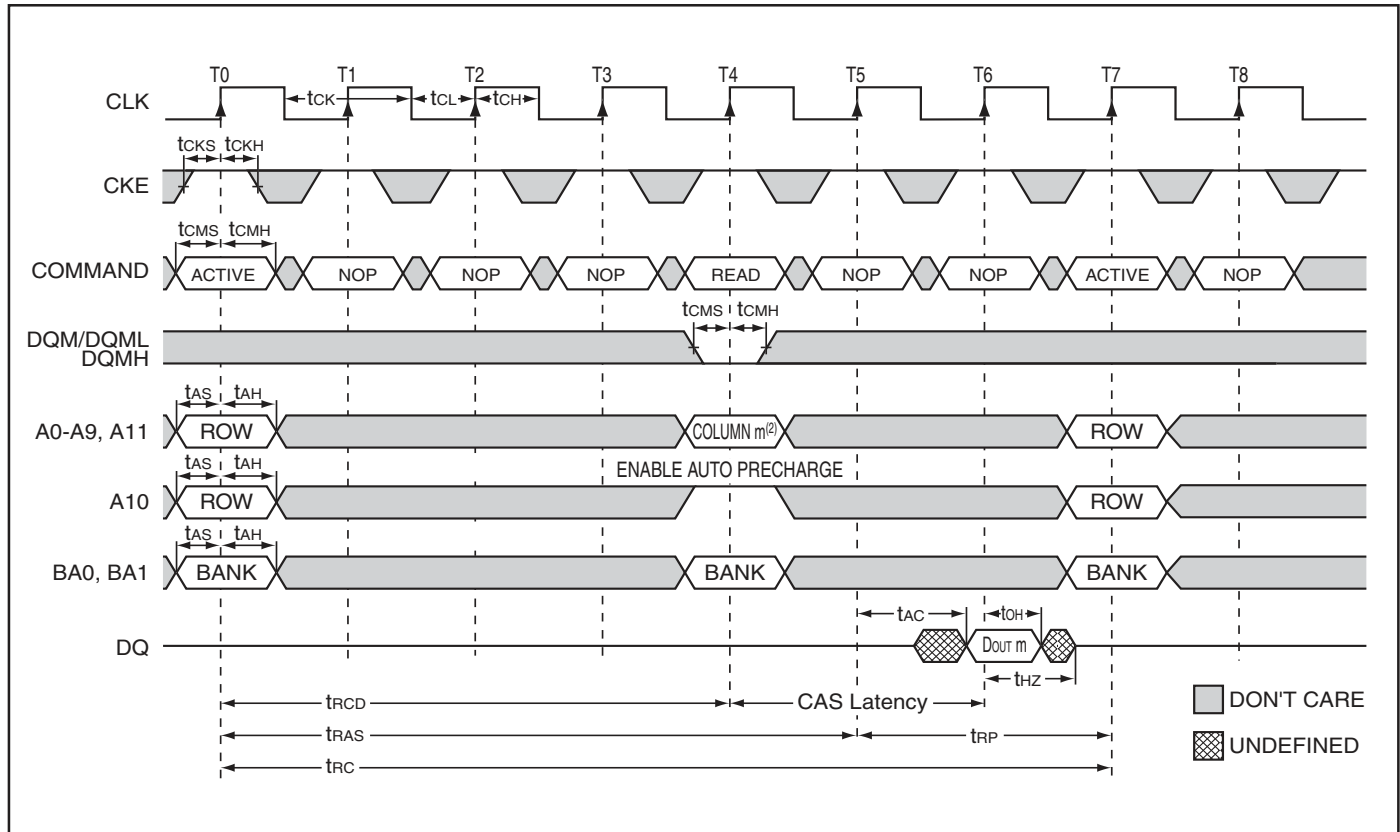 T0 T1 T2 T3 T4 T5 T6 T7 T8
CLK tCK tCL tCH
tCKS tCKH
CKE
tCMS tCMH
COMMAND ACTIVE NOP NOP NOP READ NOP NOP ACTIVE NOP
tCMS tCMH
DQM/DQML
DQMH
tAS tAH
A0-A9, A11 ROW COLUMN m(2) ROW
tAS tAH ENABLE AUTO PRECHARGE
A10 ROW ROW
tAS tAH
BA0, BA1 BANK BANK BANK
tAC tOH
DQ DOUT m
tHZ
tRCD CAS Latency DON'T CARE
tRAS tRP UNDEFINED
tRC